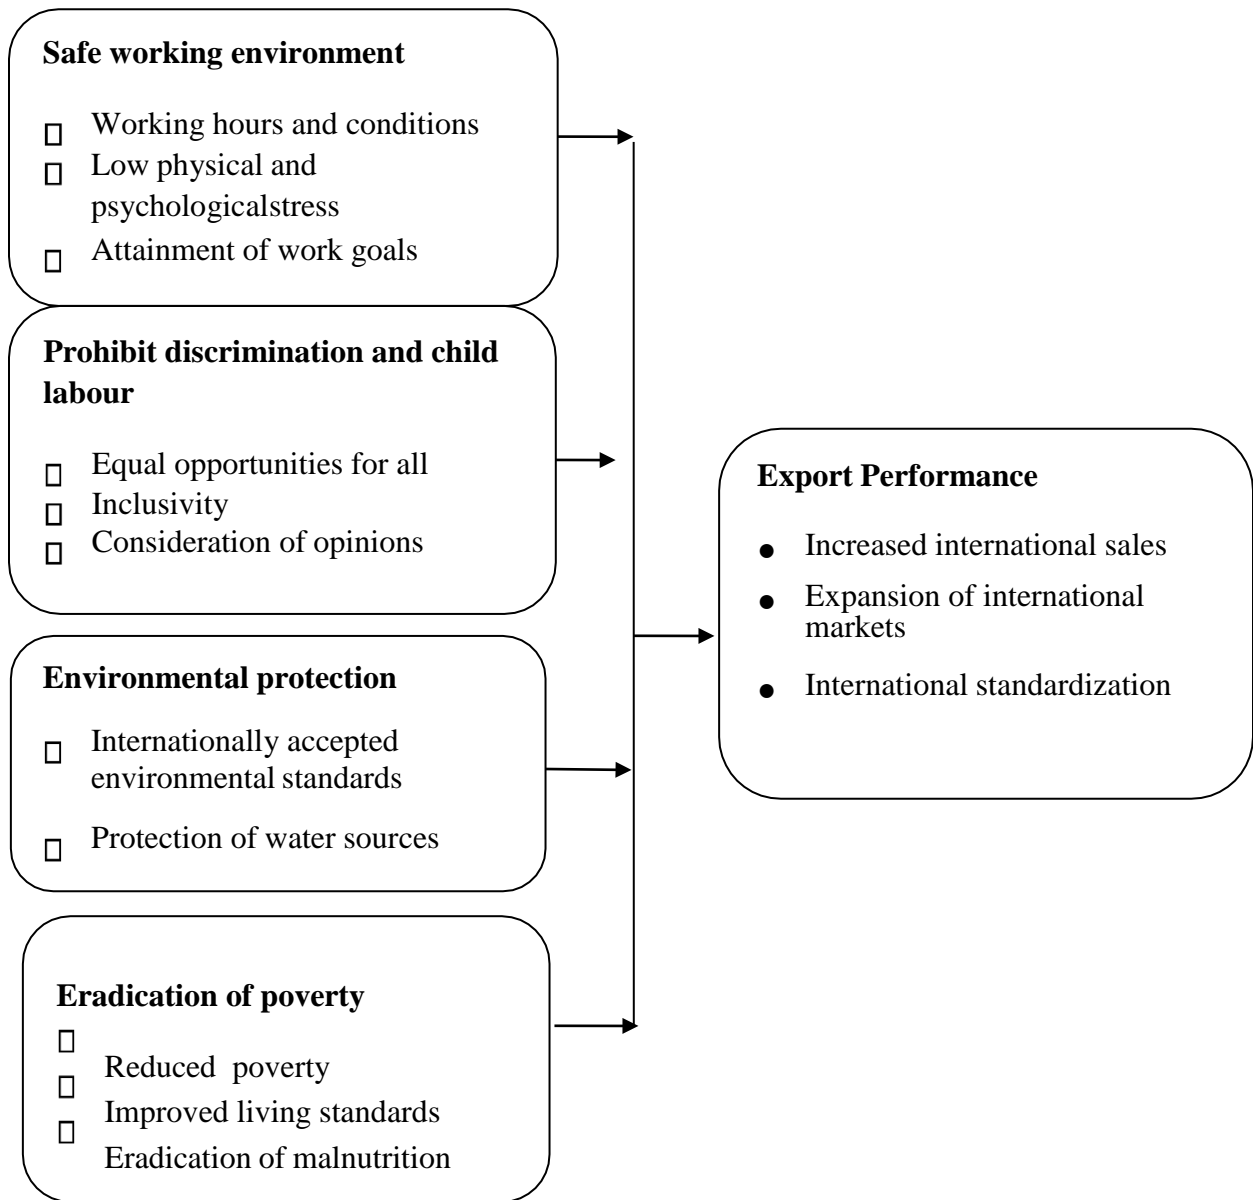 Safe working environment
Working hours and conditions
Low physical and
psychologicalstress
Attainment of work goals
Prohibit discrimination and child
labour
Equal opportunities for all
Inclusivity
Consideration of opinions
Environmental protection
Internationally accepted
environmental standards
Protection of water sources
Eradication of poverty
Reduced poverty
Improved living standards
Eradication of malnutrition
Export Performance
Increased international sales
Expansion of international
markets
International standardization